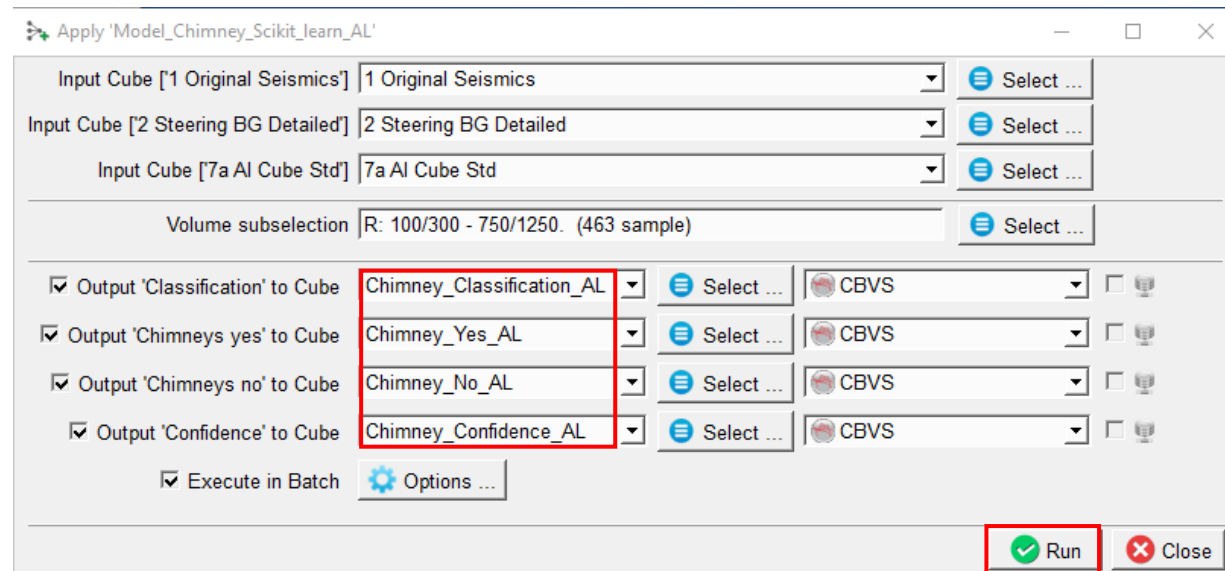 Apply 'Model_Chimney_Scikit_learn_AL'
Input Cube ['1 Original Seismics'] 1 Original Seismics Select ...
Input Cube ['2 Steering BG Detailed'] 2 Steering BG Detailed Select ...
Input Cube ['7a AI Cube Std'] 7a AI Cube Std Select ...
Volume subselection R: 100/300 - 750/1250. (463 sample) Select ...
Output 'Classification' to Cube Chimney_Classification_AL Select ... CBVS
Output 'Chimneys yes' to Cube Chimney_Yes_AL Select ... CBVS
Output 'Chimneys no' to Cube Chimney_No_AL Select ... CBVS
Output 'Confidence' to Cube Chimney_Confidence_AL Select ... CBVS
Execute in Batch Options ...
Run Close